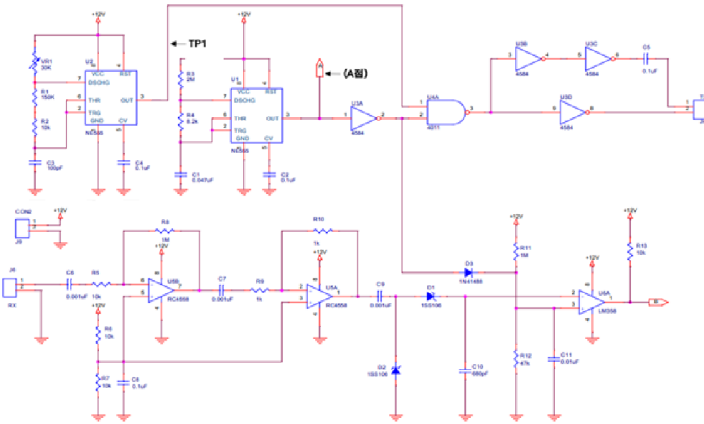 +12V
+12V
TP1
(A점)
VR1
30K
R1
150K
R2
10k
C3
100pF
U2
VCC
RST
DSCHG
THR
OUT
TRG
GND
CV
NE555
C4
0.1uF
R3
2M
R4
8.2k
C1
0.047uF
U1
VCC
RST
DSCHG
THR
OUT
TRG
GND
CV
NE555
C2
0.1uF
U3A
4584
U4A
4011
U3B
4584
U3C
4584
C5
0.1uF
U3D
4584
CON2
J5
+12V
J6
RX
C6
0.001uF
R5
10k
+12V
R6
10k
R7
10k
C8
0.1uF
R8
1M
+12V
U5B
RC4558
C7
0.001uF
R9
1k
R10
1k
+12V
U5A
RC4558
C9
0.001uF
D1
1SS106
D2
1SS106
C10
D3
+12V
R11
1M
R12
47k
C11
0.01uF
+12V
U6A
LM358
+12V
10k